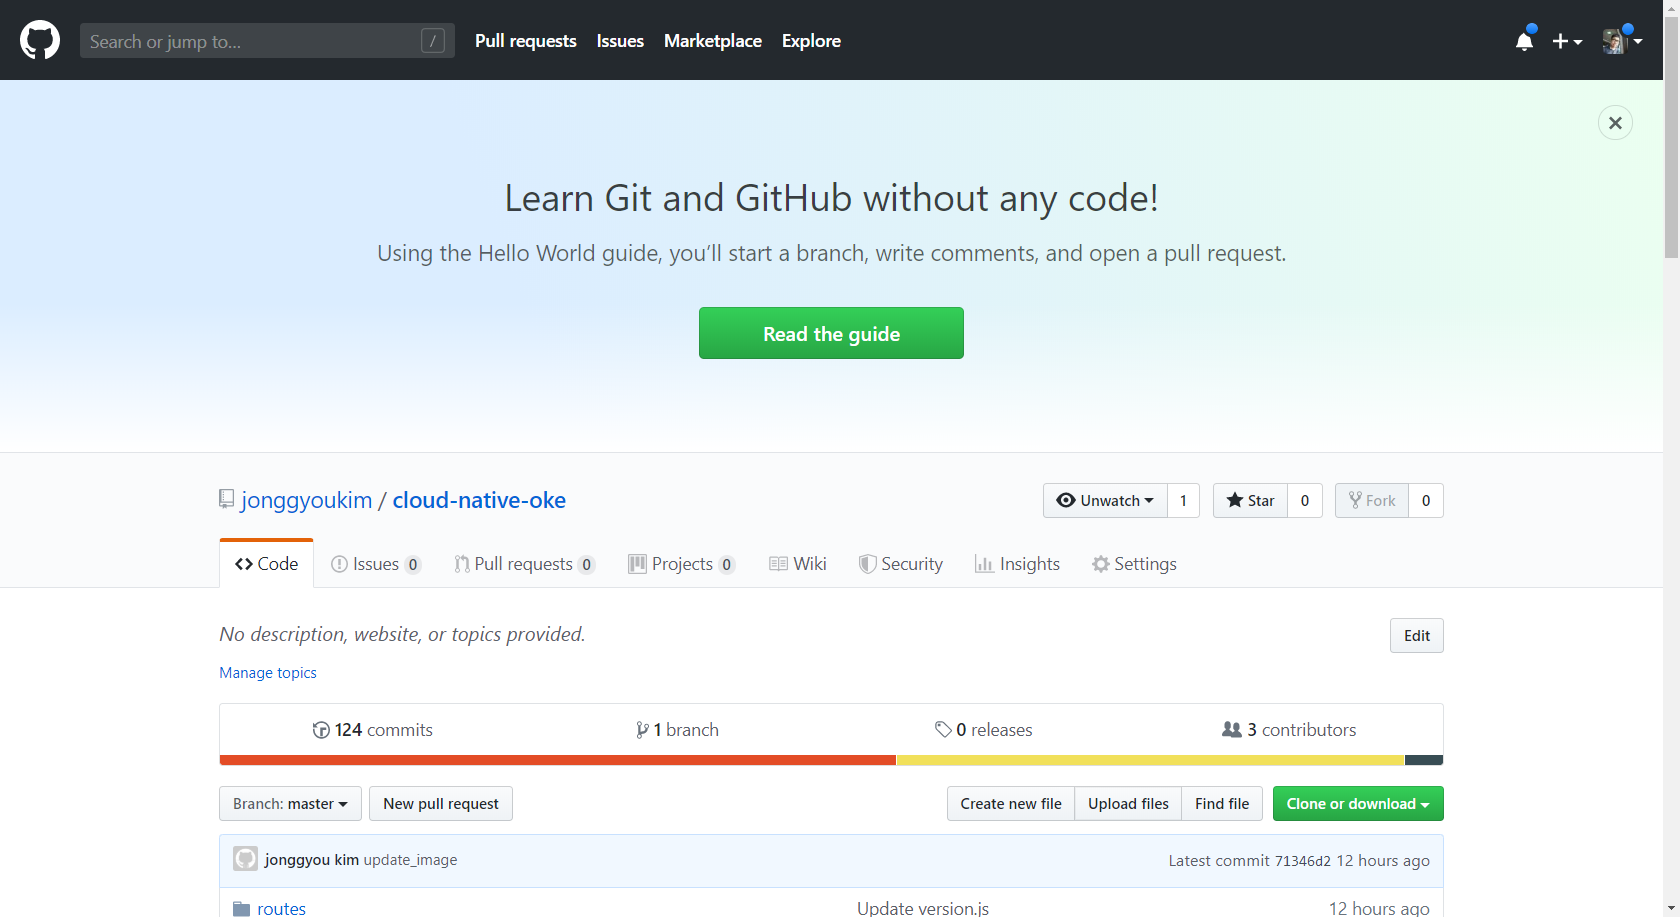 Search or jump to... /
Pull requests Issues Marketplace Explore
Learn Git and GitHub without any code!
Using the Hello World guide, you’ll start a branch, write comments, and open a pull request.
Read the guide
jonggyoukim / cloud-native-oke
Unwatch 1 Star 0 Fork 0
Code Issues 0 Pull requests 0 Projects 0 Wiki Security Insights Settings
No description, website, or topics provided.
Edit
Manage topics
124 commits 1 branch 0 releases 3 contributors
Branch: master New pull request Create new file Upload files Find file Clone or download
jonggyou kim update_image Latest commit 71346d2 12 hours ago
routes Update version.js 12 hours ago